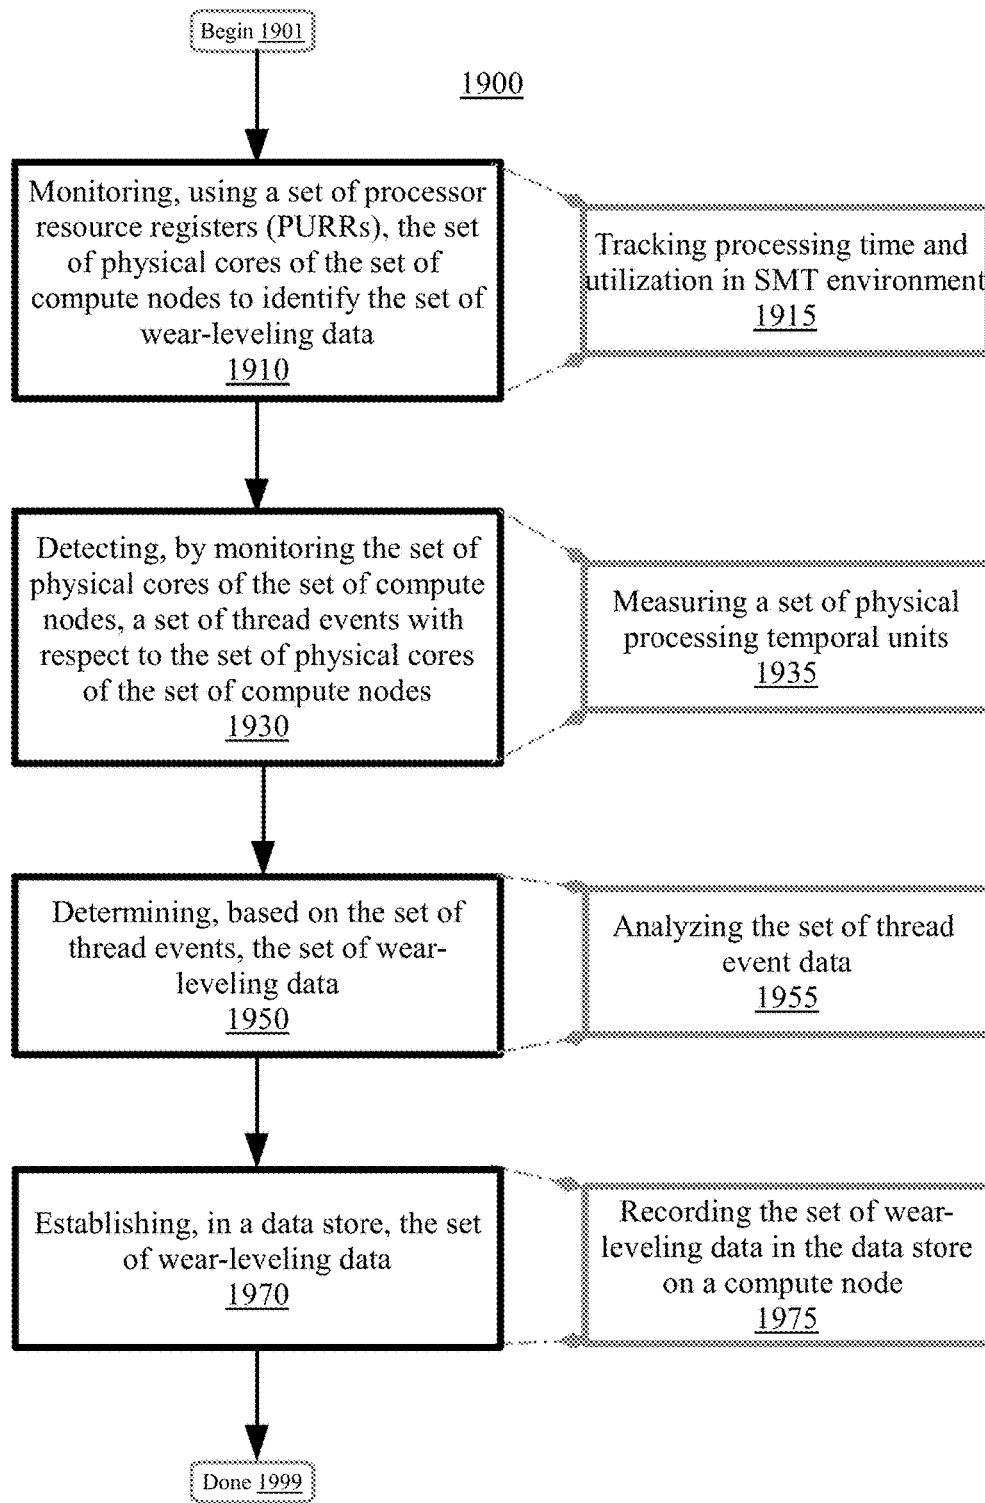 Begin 1901
1900
Monitoring, using a set of processor
resource registers (PURRs), the set
of physical cores of the set of
compute nodes to identify the set of
wear-leveling data
1910
Tracking processing time and
utilization in SMT environment
1915
Detecting, by monitoring the set of
physical cores of the set of compute
nodes, a set of thread events with
respect to the set of physical cores
of the set of compute nodes
1930
Measuring a set of physical
processing temporal units
1935
Determining, based on the set of
thread events, the set of wear-
leveling data
1950
Analyzing the set of thread
event data
1955
Establishing, in a data store, the set
of wear-leveling data
1970
Recording the set of wear-
leveling data in the data store
on a compute node
1975
Done 1999